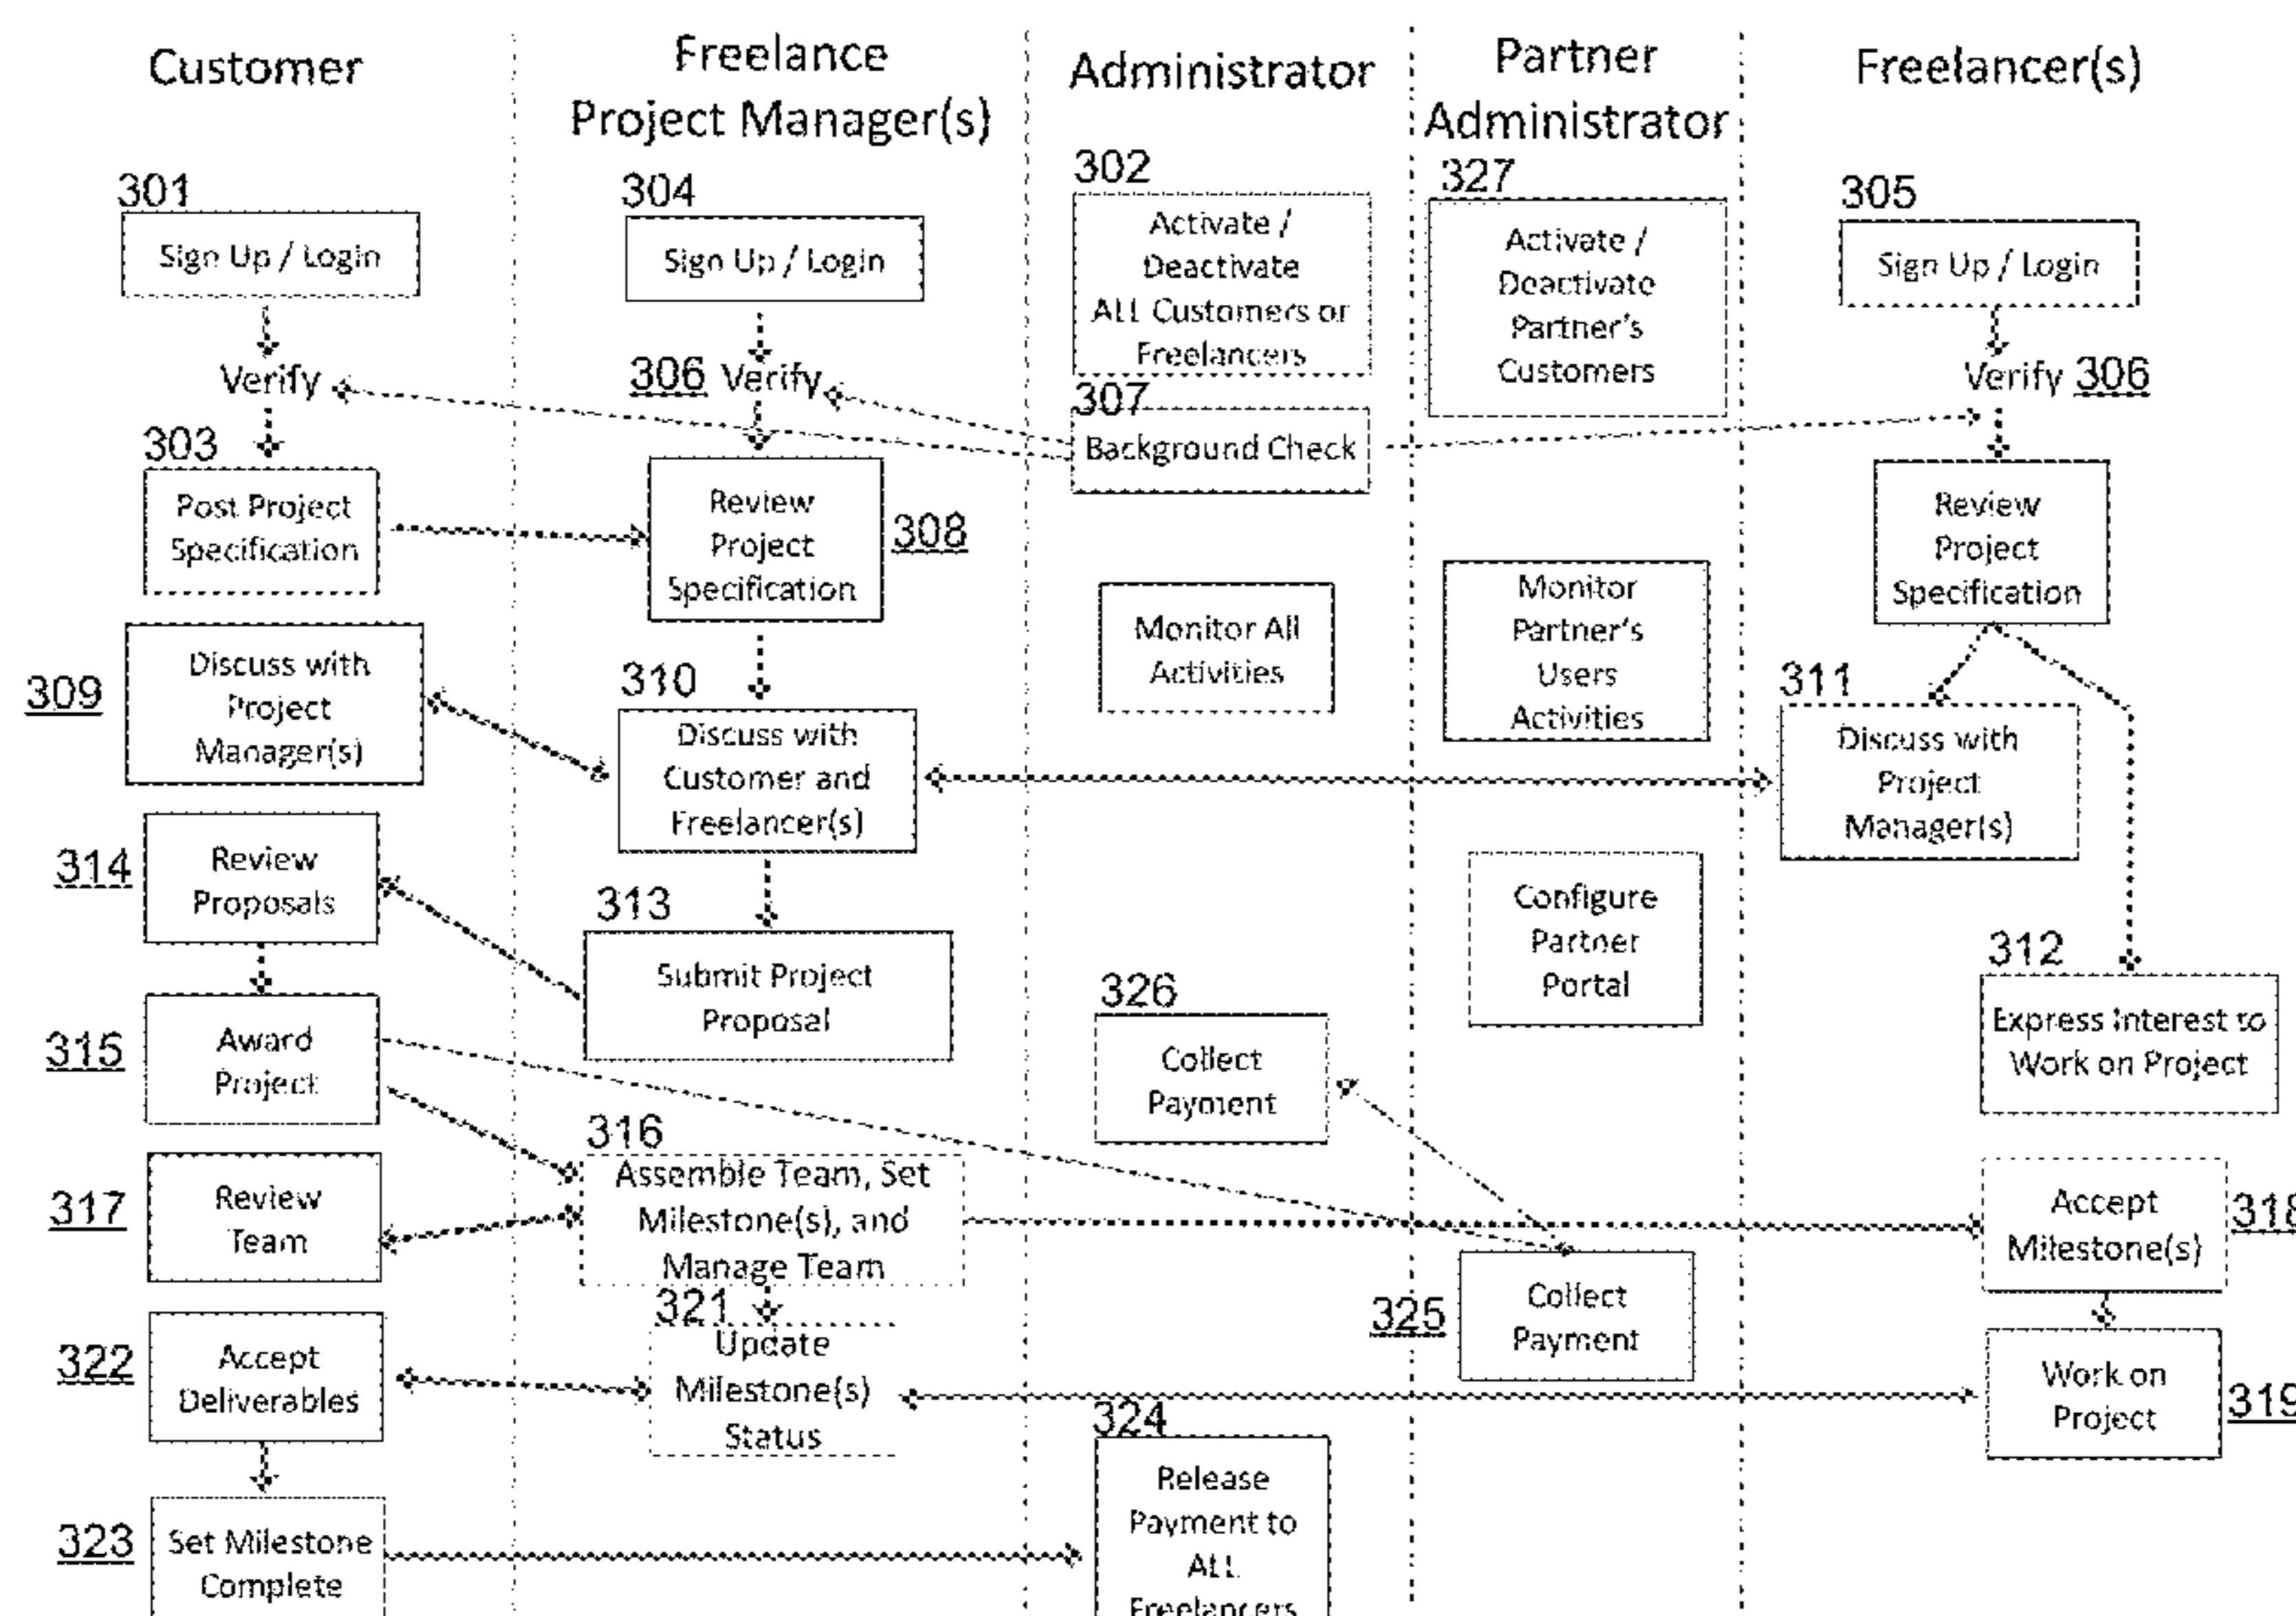 Customer
Freelance
Project Manager(s)
Administrator
Partner
Administrator
Freelancer(s)
301
Sign Up / Login
Verify
303
Post Project
Specification
309
Discuss with
Project
Manager(s)
314
Review
Proposals
315
Award
Project
317
Review
Team
322
Accept
Deliverables
323
Set Milestone
Complete
304
Sign Up / Login
306 Verify
Review
Project
Specification
308
310
Discuss with
Customer and
Freelancer(s)
313
Submit Project
Proposal
316
Assemble Team, Set
Milestone(s), and
Manage Team
321
Update
Milestone(s)
Status
302
Activate /
Deactivate
ALL Customers or
Freelancers
307
Background Check
Monitor All
Activities
326
Collect
Payment
324
Release
Payment to
ALL
Freelancers
327
Activate /
Deactivate
Partner's
Customers
Monitor
Partner's
Users
Activities
Configure
Partner
Portal
325
Collect
Payment
305
Sign Up / Login
Verify 306
Review
Project
Specification
311
Discuss with
Project
Manager(s)
312
Express Interest to
Work on Project
Accept
Milestone(s)
318
Work on
Project
319